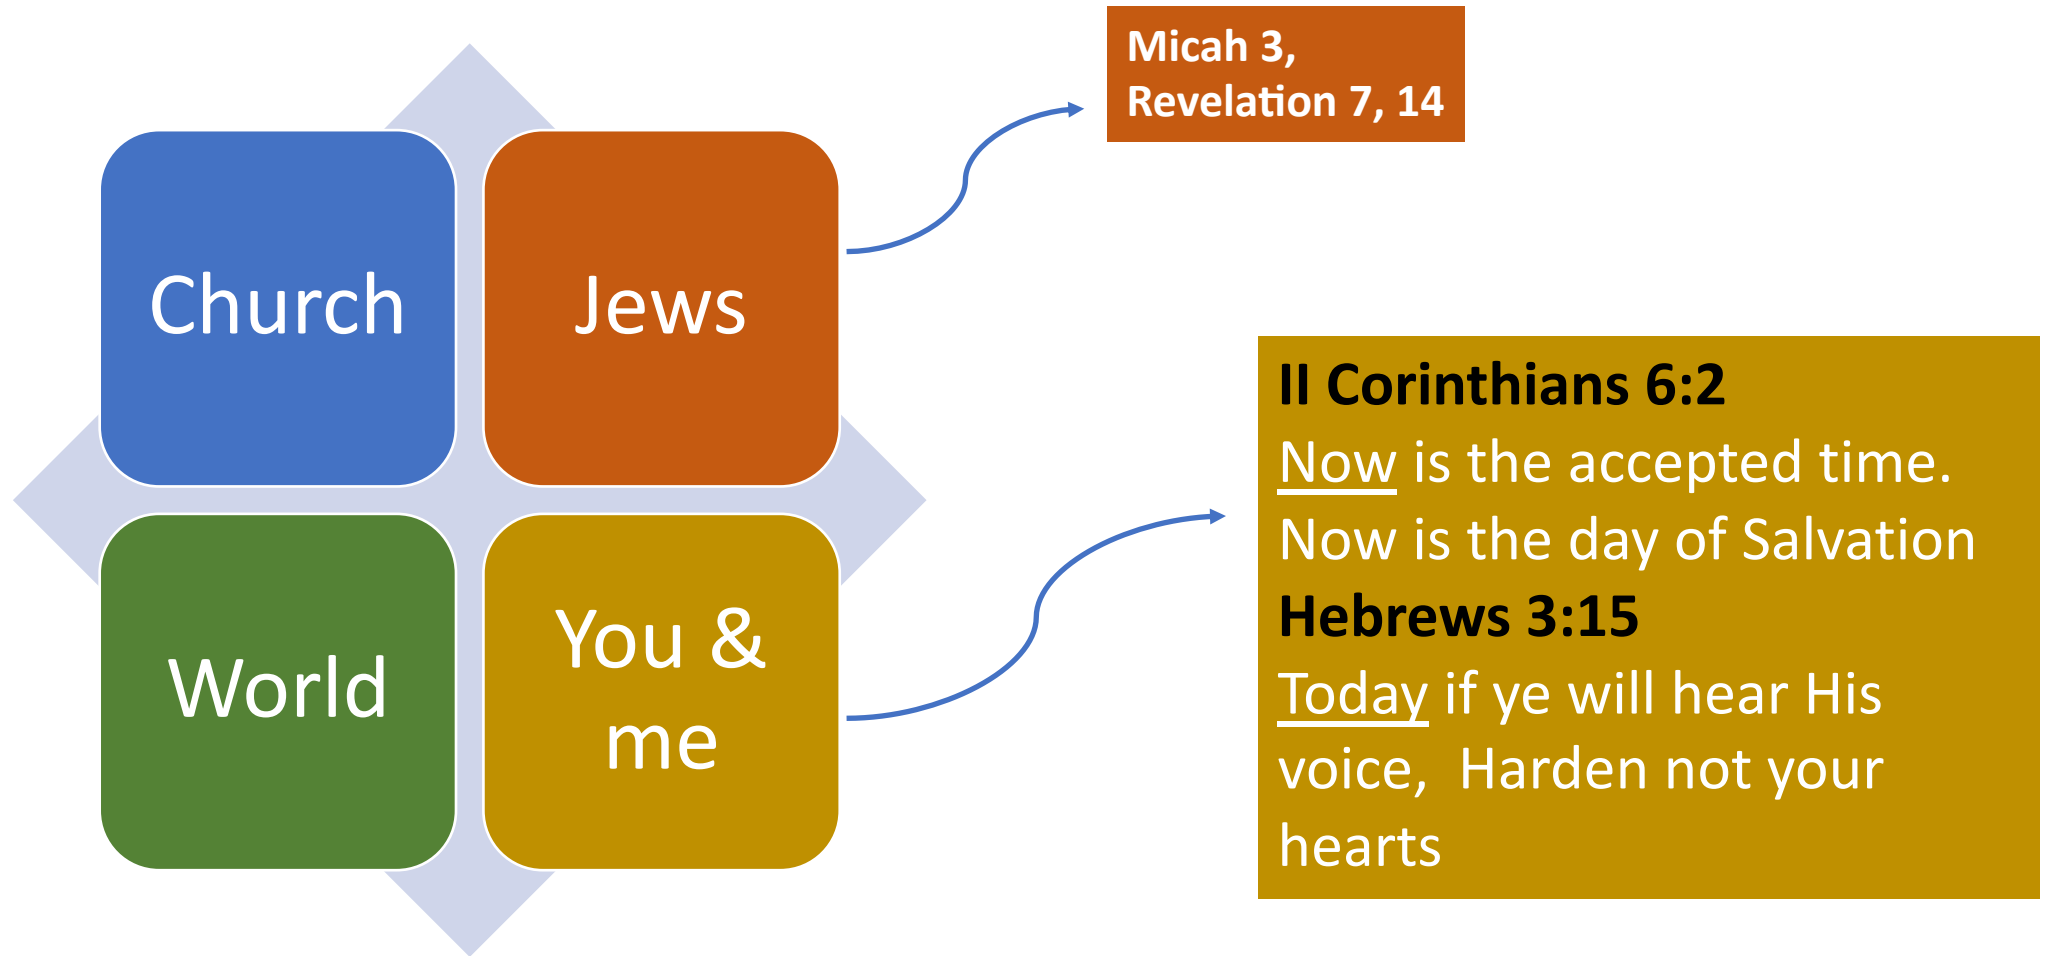 Church
Jews
World
You &
me
Micah 3,
Revelation 7, 14
II Corinthians 6:2
Now is the accepted time.
Now is the day of Salvation
Hebrews 3:15
Today if ye will hear His
voice,  Harden not your
hearts